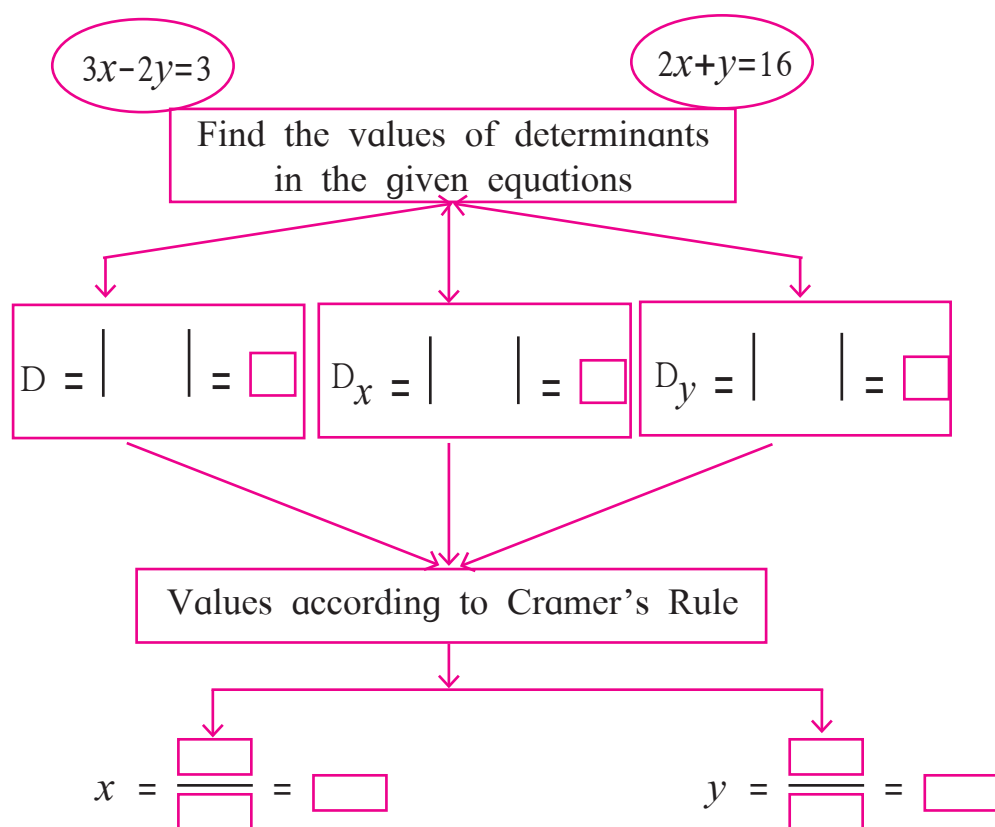 3x-2y=3
2x+y=16
Find the values of determinants
in the given equations
D = | | =
Dx = | | =
Dy = | | =
Values according to Cramer's Rule
x = =
y = =